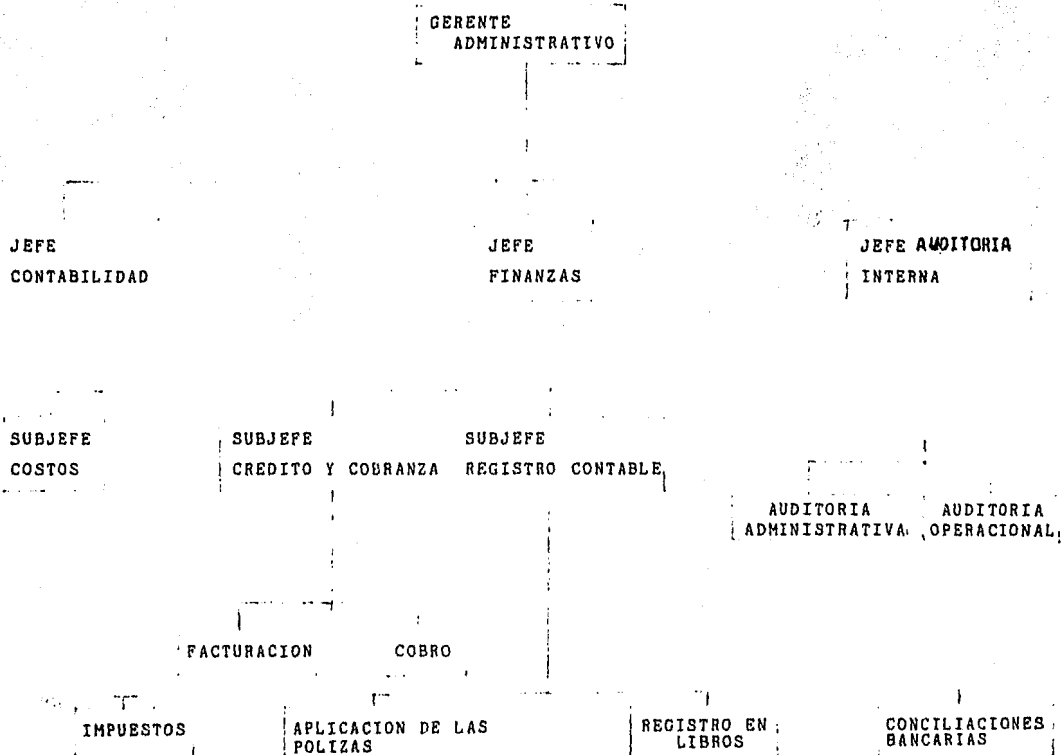 GERENTE
ADMINISTRATIVO
JEFE
CONTABILIDAD
JEFE
FINANZAS
JEFE AUDITORIA
INTERNA
SUBJEFE
COSTOS
SUBJEFE
CREDITO Y COBRANZA
SUBJEFE
REGISTRO CONTABLE
AUDITORIA
ADMINISTRATIVA
AUDITORIA
OPERACIONAL
FACTURACION
COBRO
IMPUESTOS
APLICACION DE LAS
POLIZAS
REGISTRO EN
LIBROS
CONCILIACIONES
BANCARIAS